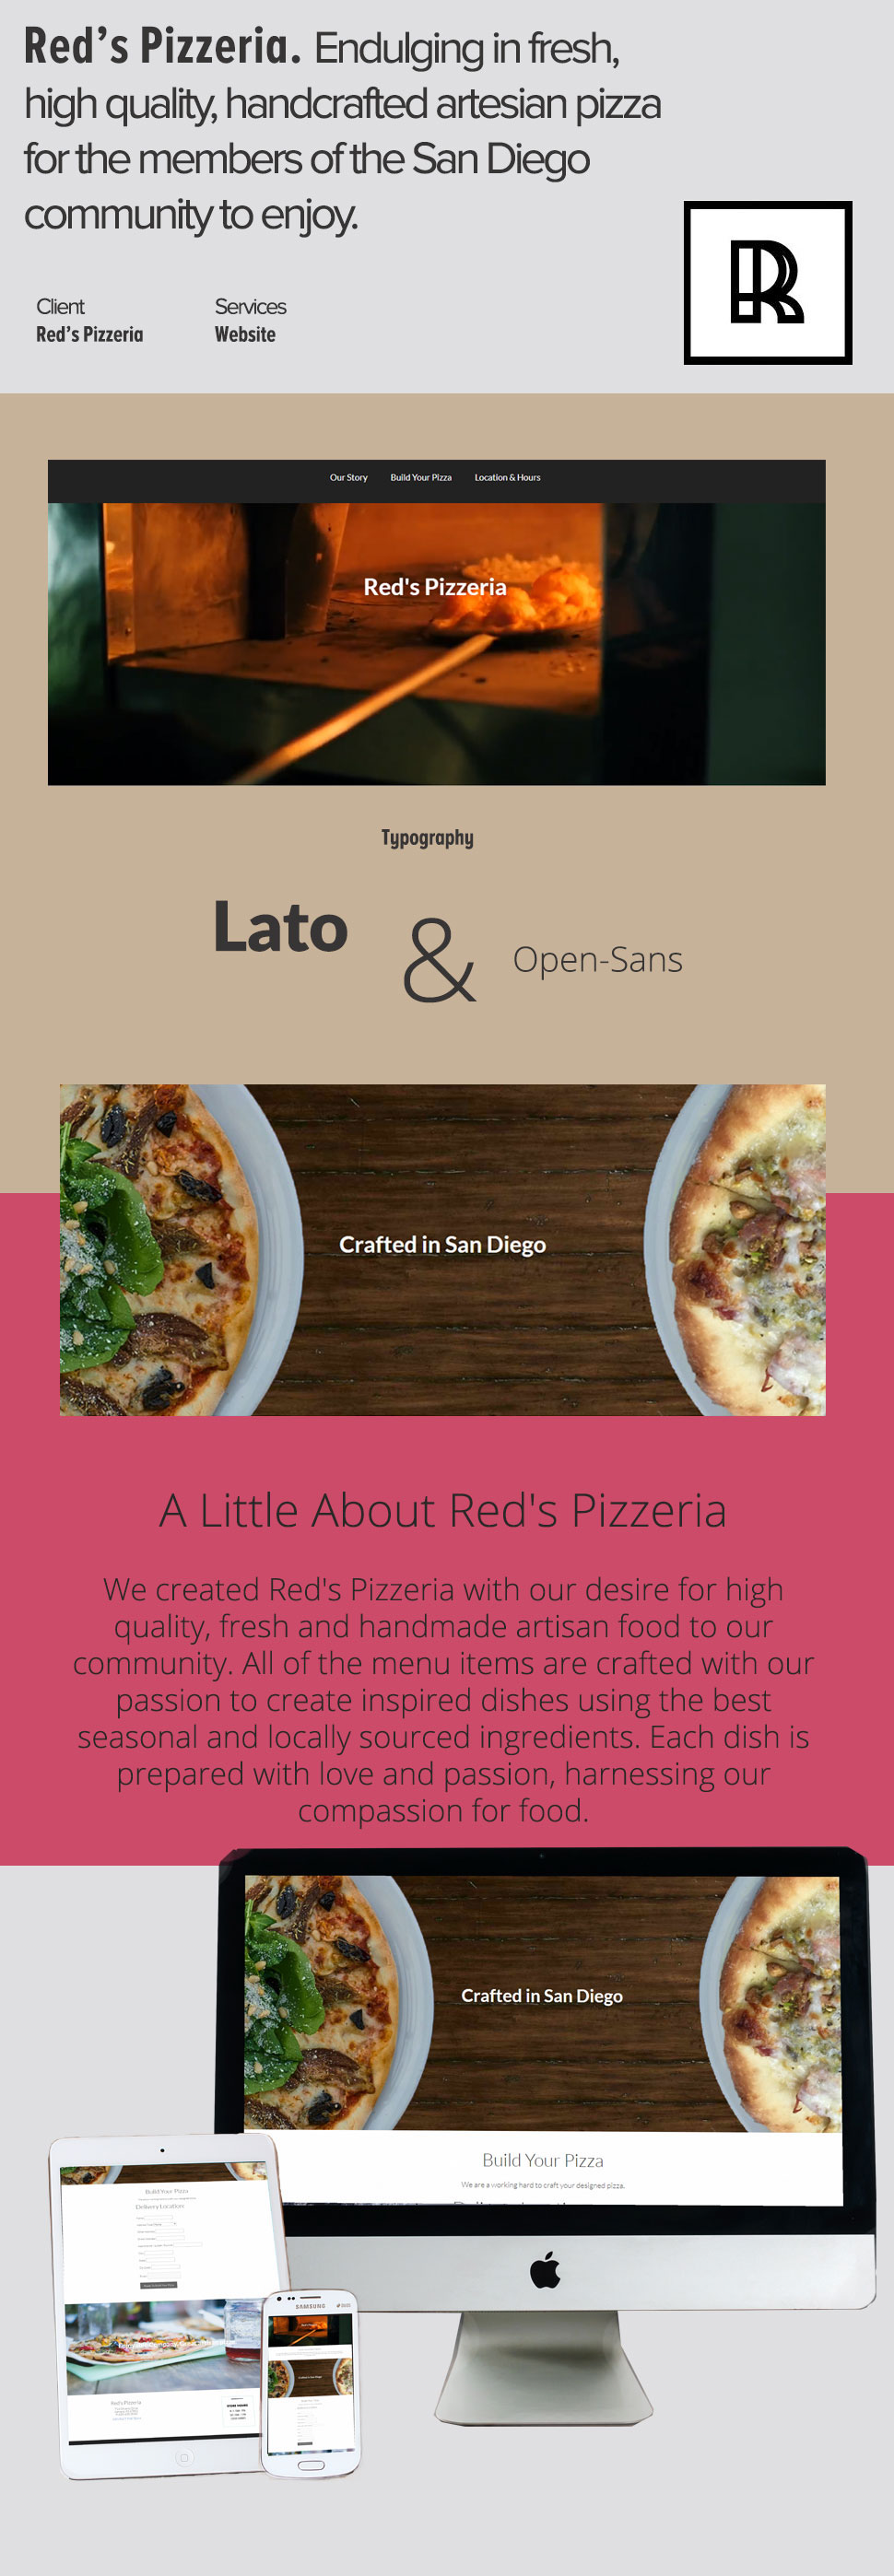 Red's Pizzeria. Endulging in fresh,
high quality, handcrafted artesian pizza
for the members of the San Diego
community to enjoy.
Client
Red's Pizzeria
Services
Website
R
Our Story Build Your Pizza Location & Hours
Red's Pizzeria
Typography
Lato & Open-Sans
Crafted in San Diego
A Little About Red's Pizzeria
We created Red's Pizzeria with our desire for high
quality, fresh and handmade artisan food to our
community. All of the menu items are crafted with our
passion to create inspired dishes using the best
seasonal and locally sourced ingredients. Each dish is
prepared with love and passion, harnessing our
compassion for food.
Crafted in San Diego
Build Your Pizza
We are a working hard to craft your designed pizza.
Build Your Pizza
Delivery Location
Red's Pizzeria
STORE HOURS
SAMSUNG